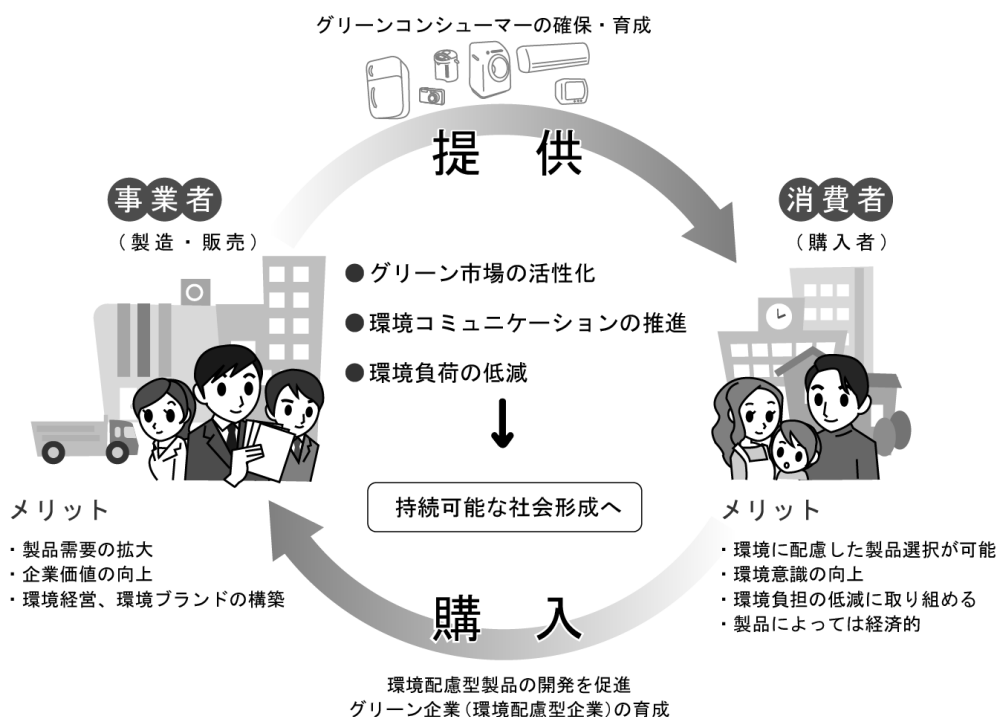 グリーンコンシューマーの確保・育成
提供
事業者
（製造・販売）
消費者
（購入者）
●グリーン市場の活性化
●環境コミュニケーションの推進
●環境負荷の低減
持続可能な社会形成へ
メリット
・製品需要の拡大
・企業価値の向上
・環境経営、環境ブランドの構築
メリット
・環境に配慮した製品選択が可能
・環境意識の向上
・環境負担の低減に取り組める
・製品によっては経済的
購入
環境配慮型製品の開発を促進
グリーン企業（環境配慮型企業）の育成